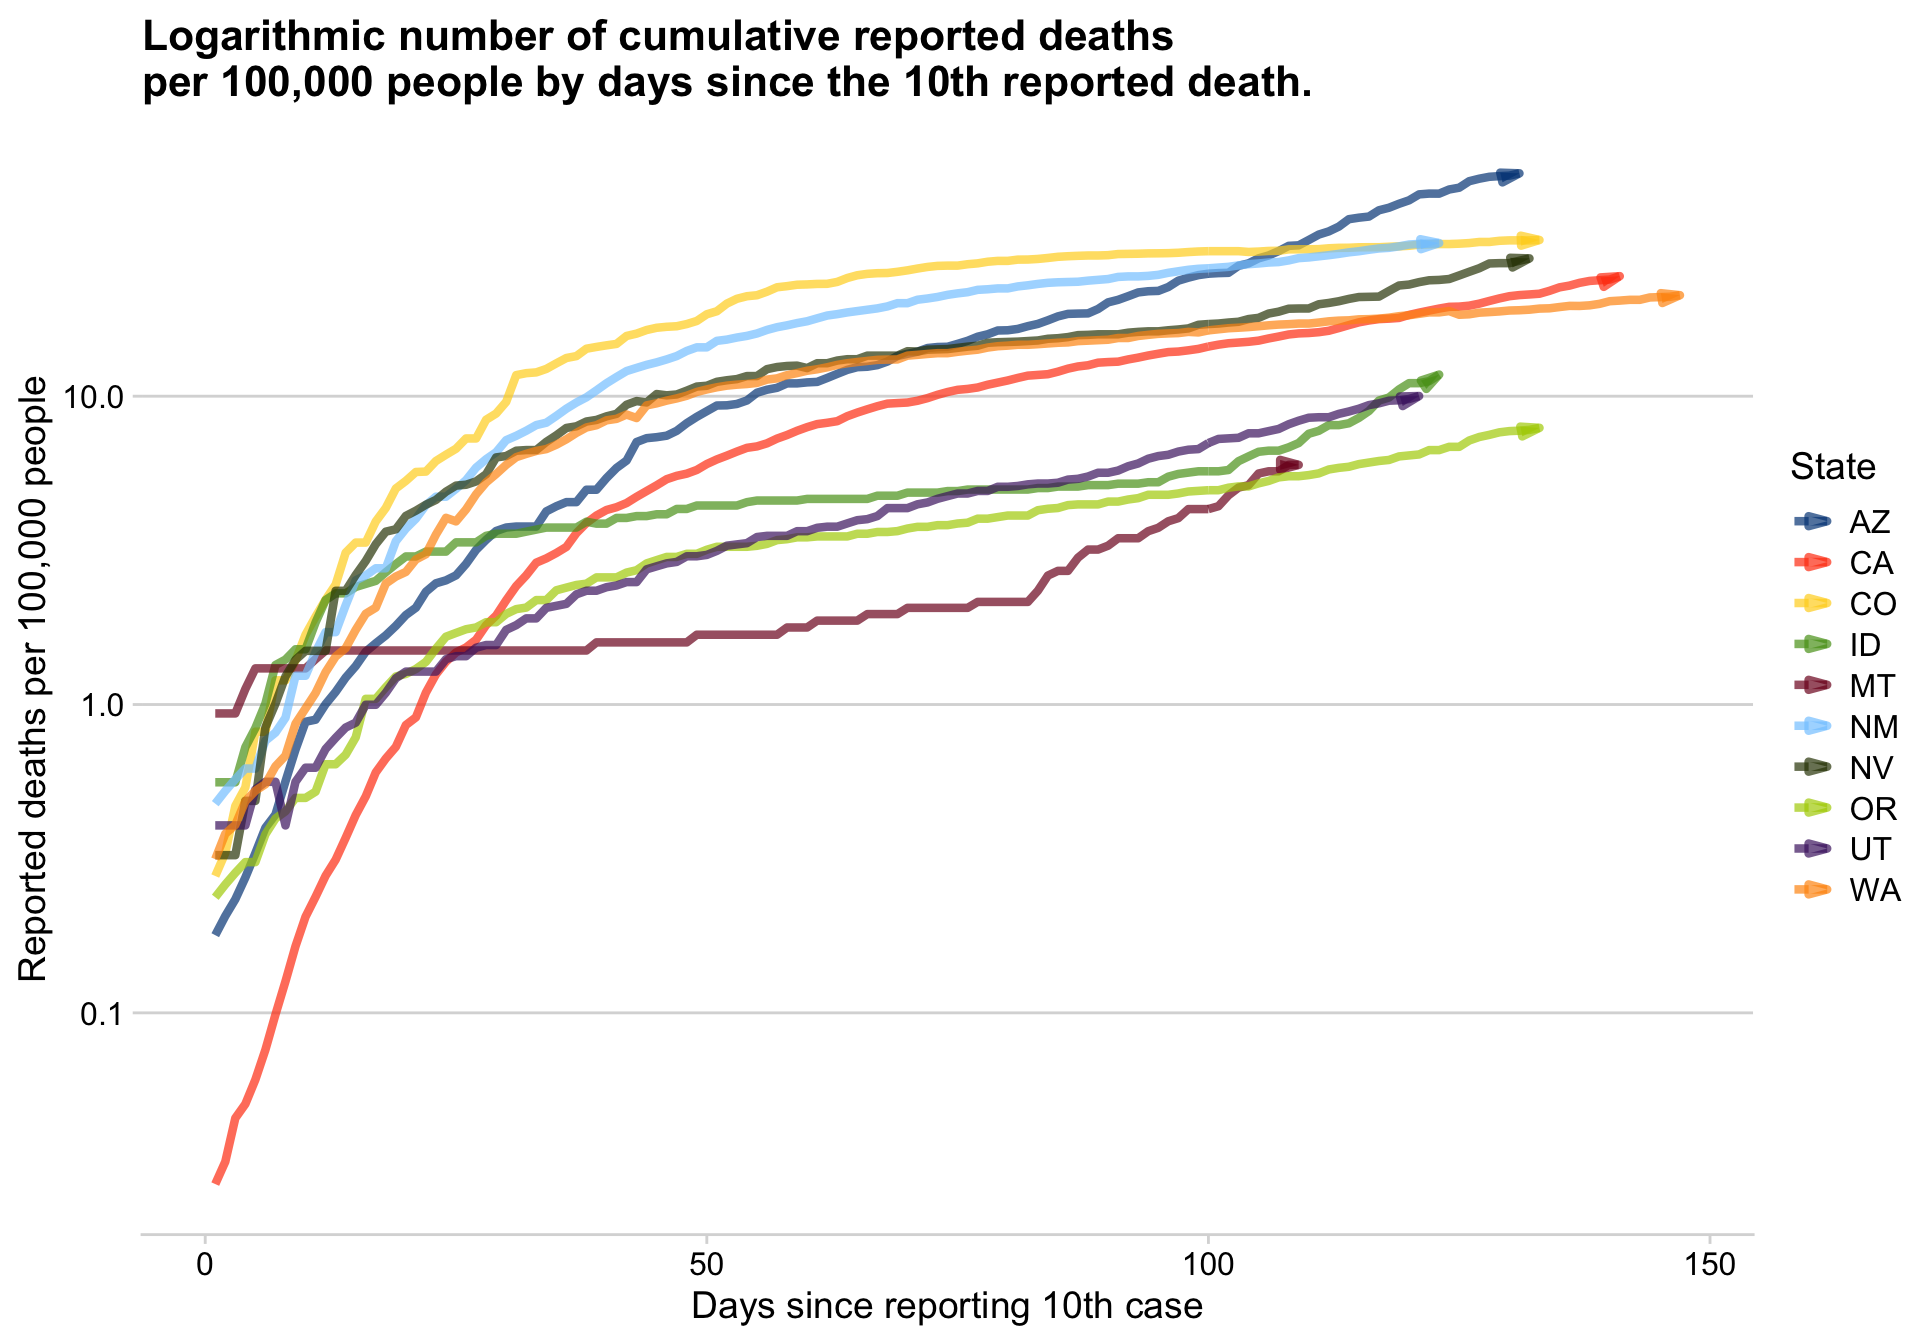 Logarithmic number of cumulative reported deaths
per 100,000 people by days since the 10th reported death.
Reported deaths per 100,000 people
10.0
1.0
0.1
0
50
100
150
Days since reporting 10th case
State
AZ
CA
CO
ID
MT
NM
NV
OR
UT
WA